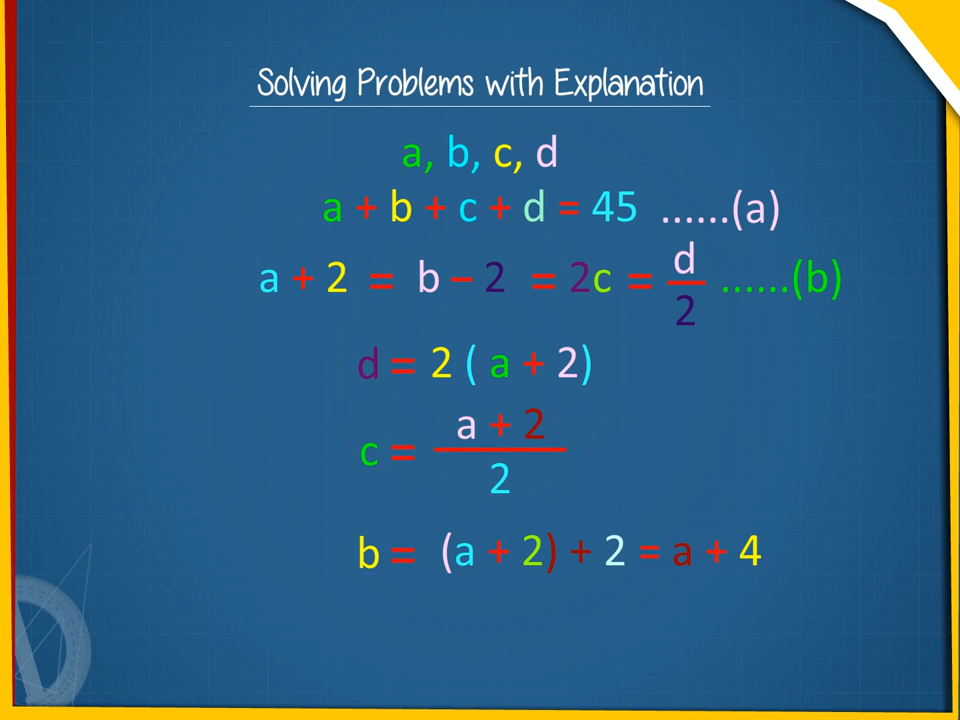 Solving Problems with Explanation
a, b, c, d
a + b + c + d = 45 ......(a)
a + 2 = b – 2 = 2c = d/2 ......(b)
d = 2 ( a + 2)
c = a + 2 / 2
b = (a + 2) + 2 = a + 4